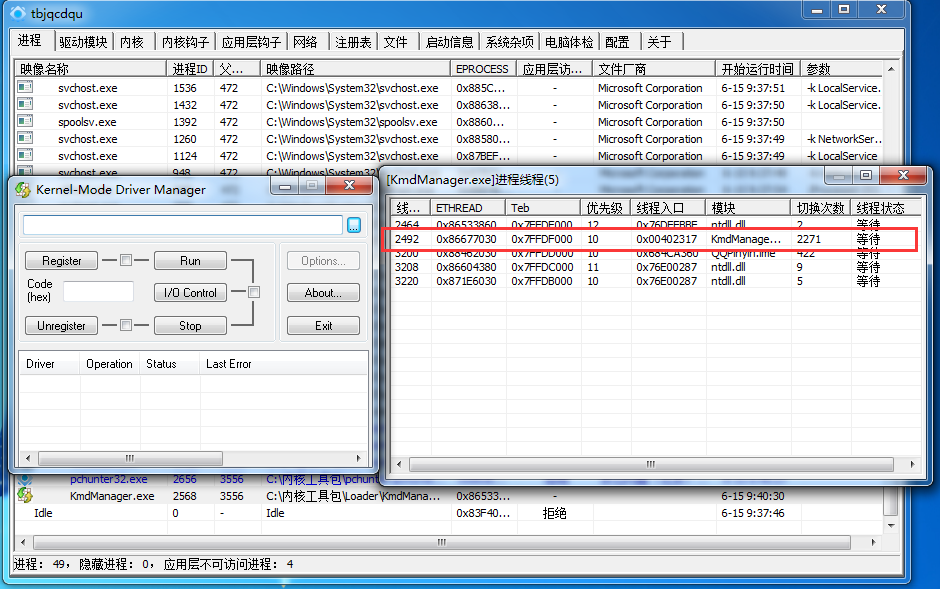 tbjqcdqu
进程 驱动模块 内核 内核钩子 应用层钩子 网络 注册表 文件 启动信息 系统杂项 电脑体检 配置 关于
映像名称 进程ID 父... 映像路径 EPROCESS 应用层访... 文件厂商 开始运行时间 参数
svchost.exe 1536 472 C:\Windows\System32\svchost.exe 0x885C... - Microsoft Corporation 6-15 9:37:51 -k LocalService.
svchost.exe 1432 472 C:\Windows\System32\svchost.exe 0x88638... - Microsoft Corporation 6-15 9:37:50 -k LocalService.
spoolsv.exe 1392 472 C:\Windows\System32\spoolsv.exe 0x8860... - Microsoft Corporation 6-15 9:37:50
svchost.exe 1260 472 C:\Windows\System32\svchost.exe 0x88580... - Microsoft Corporation 6-15 9:37:49 -k NetworkSer...
svchost.exe 1124 472 C:\Windows\System32\svchost.exe 0x87BEF... - Microsoft Corporation 6-15 9:37:49 -k LocalService
svchost.exe 948 472
Kernel-Mode Driver Manager
Register Run Options...
Code (hex) I/O Control About...
Unregister Stop Exit
Driver Operation Status Last Error
[KmdManager.exe]进程线程(5)
线... ETHREAD Teb 优先级 线程入口 模块 切换次数 线程状态
2464 0x86533860 0x7FFDE000 12 ntdll.dll 2 等待
2492 0x86677030 0x7FFDF000 10 0x00402317 KmdManage... 2271 等待
3200 0x88462030 0x7FFDD000 10 0x684CA360 QQPinyin.ime 422 等待
3208 0x86604380 0x7FFDC000 11 0x76E00287 ntdll.dll 9 等待
3220 0x871E6030 0x7FFDB000 10 0x76E00287 ntdll.dll 5 等待
pchunter32.exe 2656 3556 C:\内核工具包\pchunt
KmdManager.exe 2568 3556 C:\内核工具包\Loader\KmdMana... 0x86533... - 6-15 9:40:30
Idle 0 - Idle 0x83F40... 拒绝 6-15 9:37:46
进程: 49, 隐藏进程: 0, 应用层不可访问进程: 4